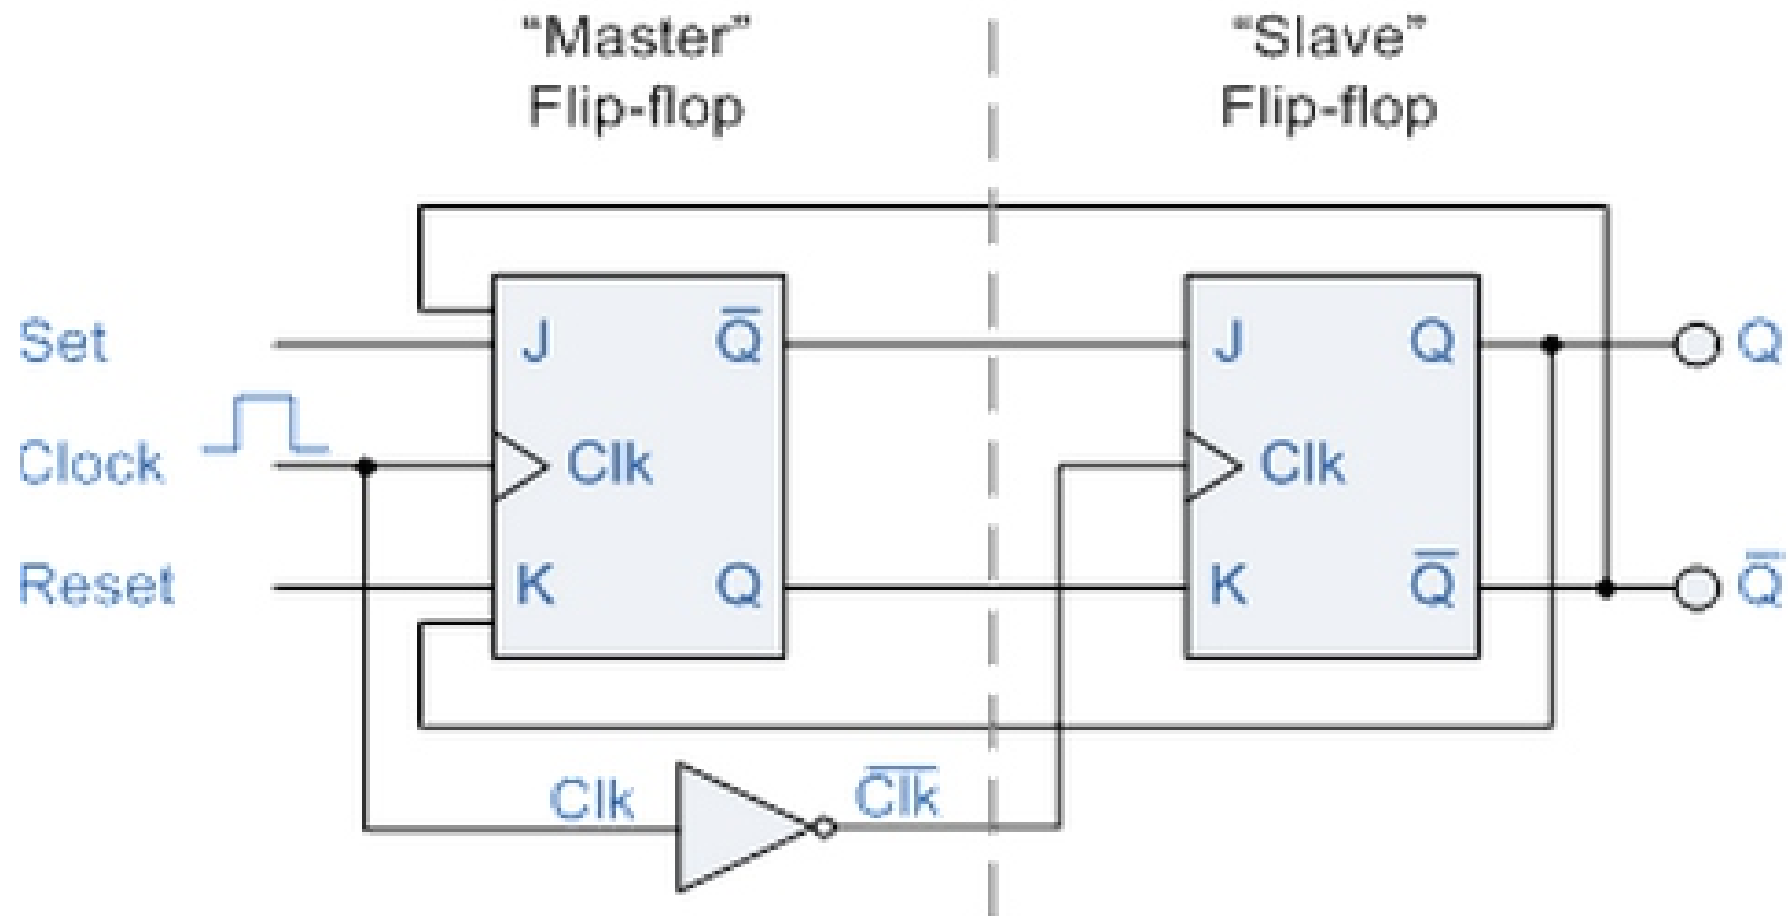 “Master”
Flip-flop
“Slave”
Flip-flop
Set
J
Q̅
J
Q
Q
Clock
Clk
Clk
Reset
K
Q
K
Q̅
Q̅
Clk
C̅l̅k̅